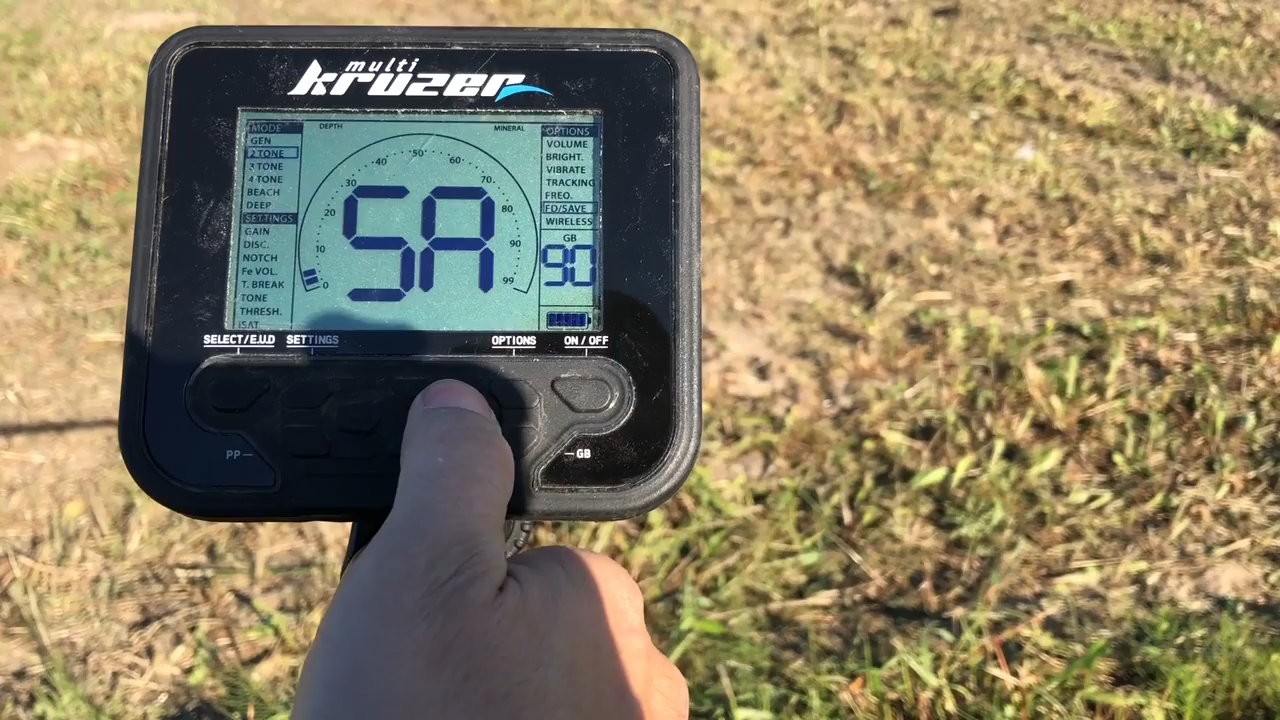 multi
kruzer
MODE
GEN
2 TONE
3 TONE
4 TONE
BEACH
DEEP
SETTINGS
GAIN
DISC.
NOTCH
Fe VOL.
T. BREAK
TONE
THRESH.
iSAT
DEPTH
MINERAL
0
10
20
30
40
50
60
70
80
90
99
SA
OPTIONS
VOLUME
BRIGHT.
VIBRATE
TRACKING
FREQ.
FD/SAVE
WIRELESS
GB
90
SELECT/E.U.D SETTINGS OPTIONS ON / OFF
PP
GB